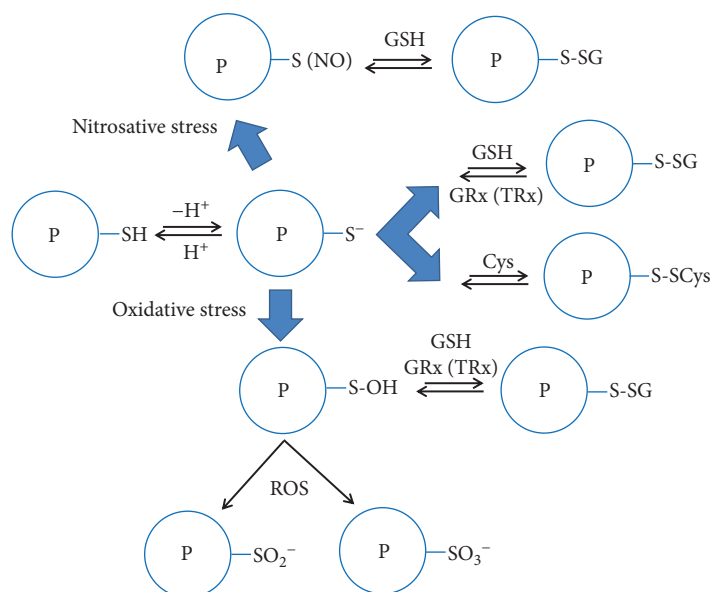 P
S (NO)
GSH
P
S-SG
Nitrosative stress
GSH
GRx (TRx)
P
S-SG
P
SH
–H⁺
H⁺
P
S⁻
Cys
P
S-SCys
Oxidative stress
P
S-OH
GSH
GRx (TRx)
P
S-SG
ROS
P
SO₂⁻
P
SO₃⁻